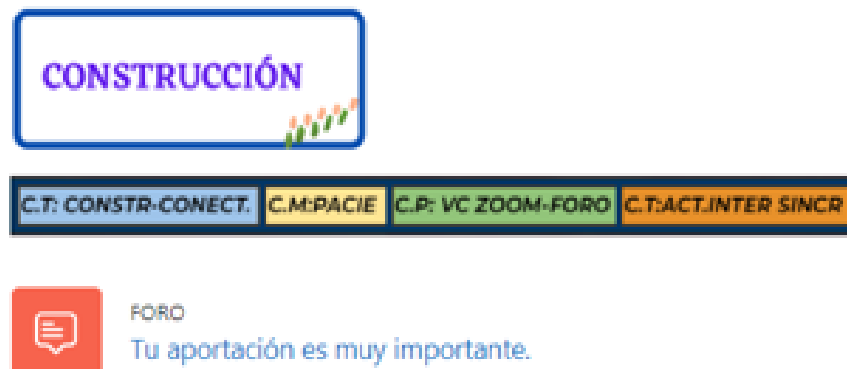 CONSTRUCCIÓN
C.T: CONSTR-CONECT. C.M:PACIE C.P: VC ZOOM-FORO C.T:ACT.INTER SINCR
FORO
Tu aportación es muy importante.